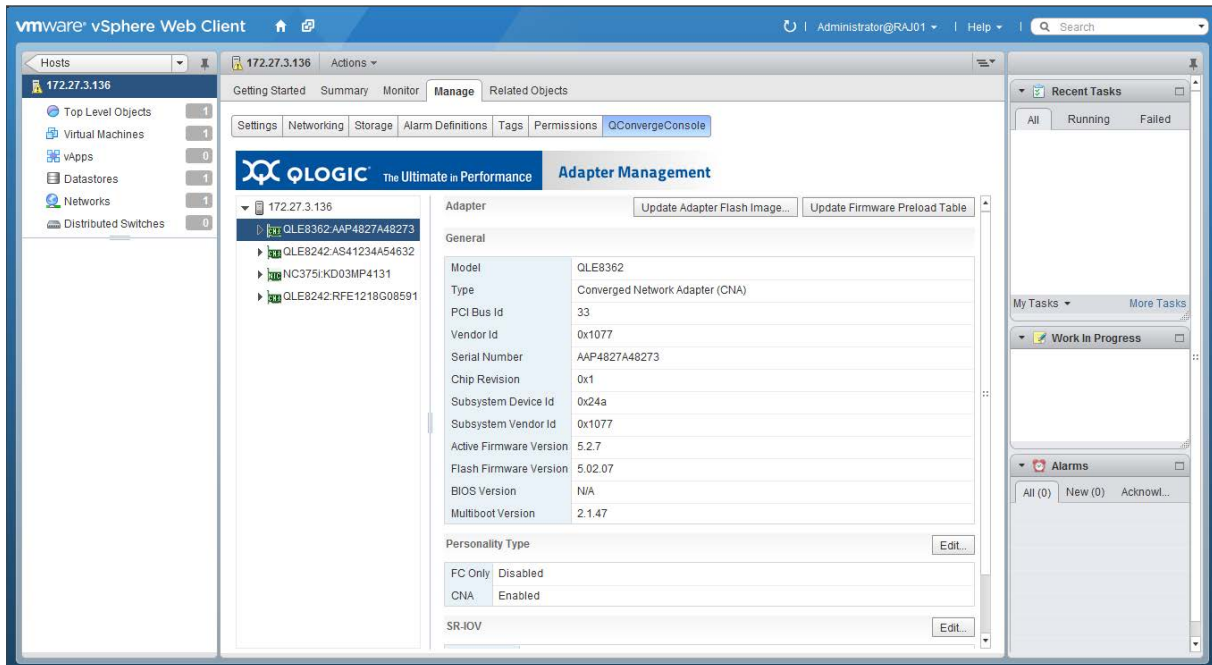 vmware® vSphere Web Client
Administrator@RAJ01
Help
Search
Hosts
172.27.3.136
Top Level Objects 1
Virtual Machines 1
vApps 0
Datastores 1
Networks 1
Distributed Switches 0
172.27.3.136 Actions
Getting Started Summary Monitor Manage Related Objects
Settings Networking Storage Alarm Definitions Tags Permissions QConvergeConsole
QLOGIC The Ultimate in Performance Adapter Management
172.27.3.136
QLE8362:AAP4827A48273
QLE8242:AS41234A54632
NC375i:KD03MP4131
QLE8242:RFE1218G08591
Adapter Update Adapter Flash Image... Update Firmware Preload Table
General
Model QLE8362
Type Converged Network Adapter (CNA)
PCI Bus Id 33
Vendor Id 0x1077
Serial Number AAP4827A48273
Chip Revision 0x1
Subsystem Device Id 0x24a
Subsystem Vendor Id 0x1077
Active Firmware Version 5.2.7
Flash Firmware Version 5.02.07
BIOS Version N/A
Multiboot Version 2.1.47
Personality Type Edit...
FC Only Disabled
CNA Enabled
SR-IOV Edit...
Recent Tasks
All Running Failed
My Tasks More Tasks
Work In Progress
Alarms
All (0) New (0) Acknowl...